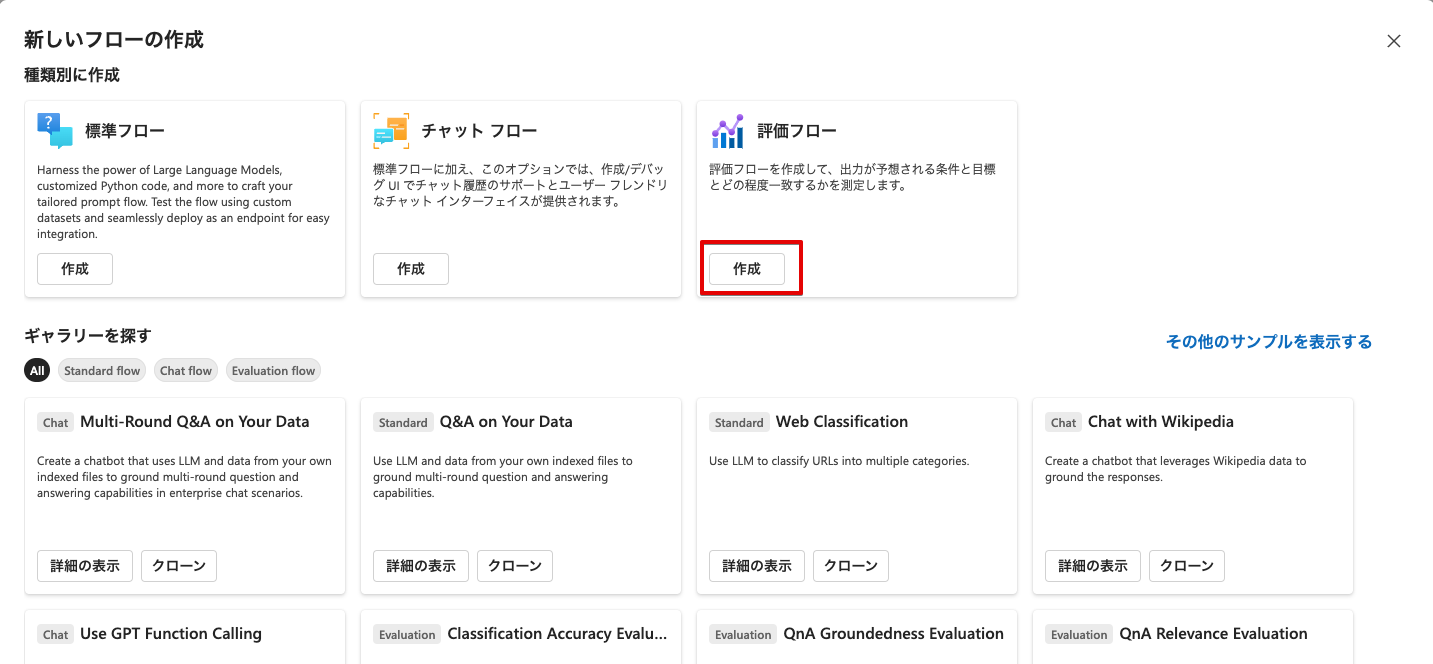 新しいフローの作成
種類別に作成
標準フロー
Harness the power of Large Language Models,
customized Python code, and more to craft your
tailored prompt flow. Test the flow using custom
datasets and seamlessly deploy as an endpoint for easy
integration.
作成
チャット フロー
標準フローに加え、このオプションでは、作成/デバッ
グ UI でチャット履歴のサポートとユーザー フレンドリ
なチャット インターフェイスが提供されます。
作成
評価フロー
評価フローを作成して、出力が予想される条件と目標
とどの程度一致するかを測定します。
作成
ギャラリーを探す
その他のサンプルを表示する
All Standard flow Chat flow Evaluation flow
Chat Multi-Round Q&A on Your Data
Create a chatbot that uses LLM and data from your own
indexed files to ground multi-round question and
answering capabilities in enterprise chat scenarios.
詳細の表示 クローン
Standard Q&A on Your Data
Use LLM and data from your own indexed files to
ground multi-round question and answering
capabilities.
詳細の表示 クローン
Standard Web Classification
Use LLM to classify URLs into multiple categories.
詳細の表示 クローン
Chat Chat with Wikipedia
Create a chatbot that leverages Wikipedia data to
ground the responses.
詳細の表示 クローン
Chat Use GPT Function Calling
Evaluation Classification Accuracy Evalu...
Evaluation QnA Groundedness Evaluation
Evaluation QnA Relevance Evaluation